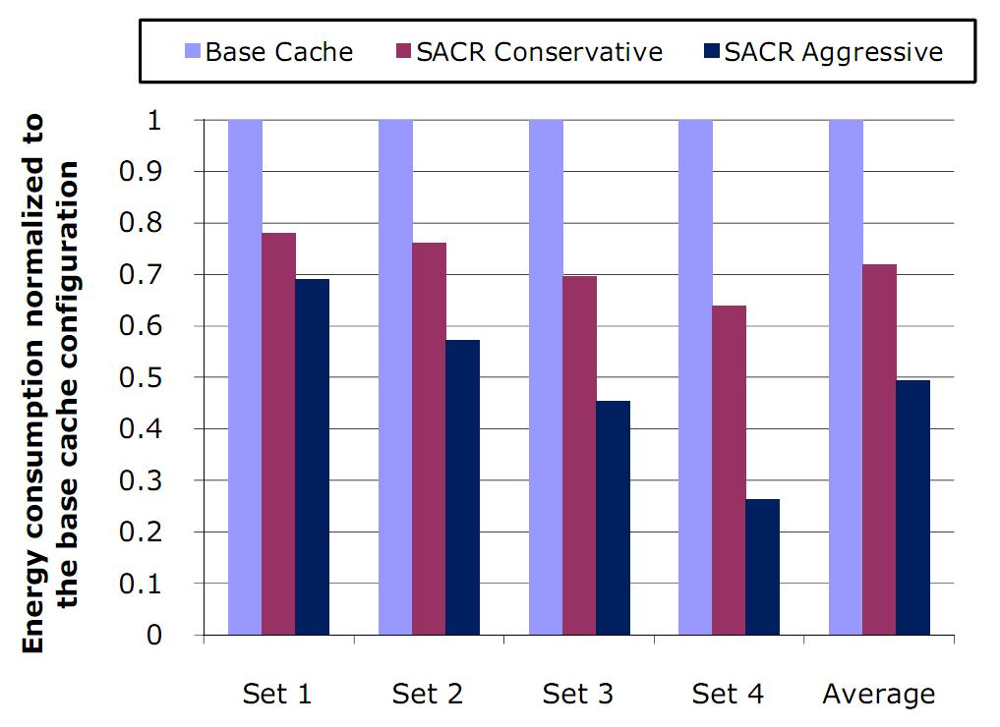 Base Cache SACR Conservative SACR Aggressive
Energy consumption normalized to
the base cache configuration
1
0.9
0.8
0.7
0.6
0.5
0.4
0.3
0.2
0.1
0
Set 1 Set 2 Set 3 Set 4 Average